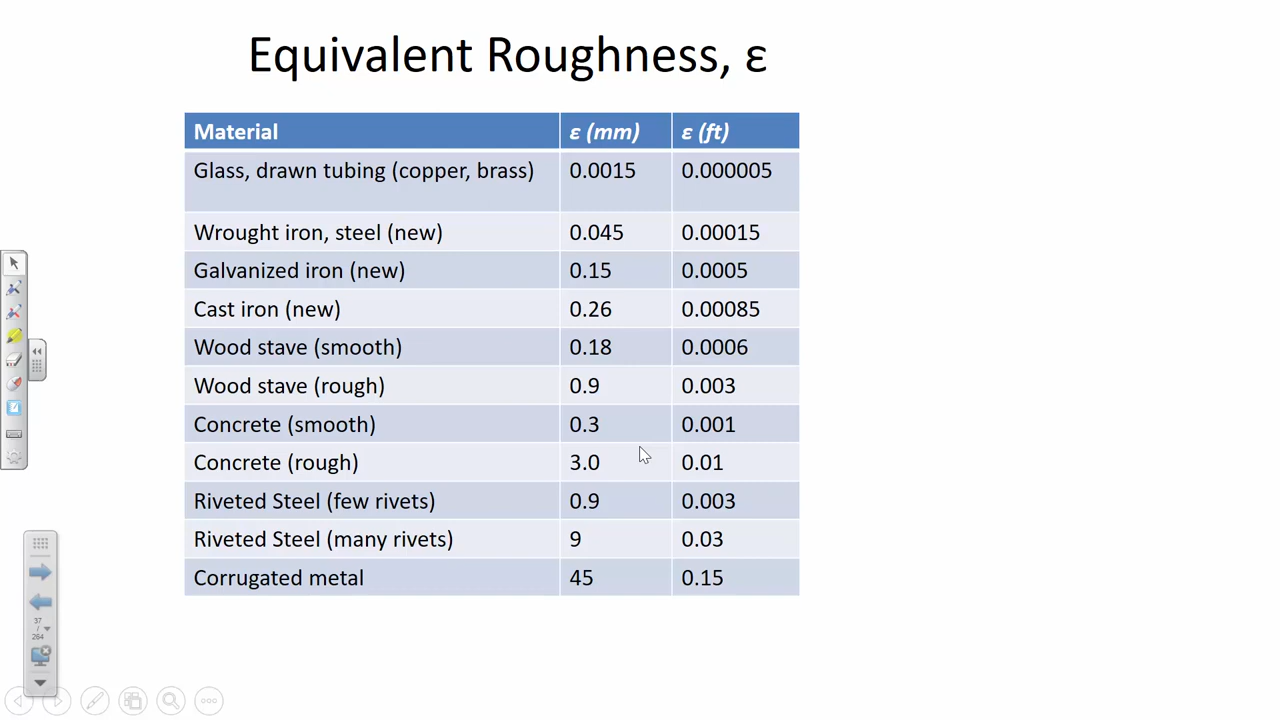 Equivalent Roughness, ε
Material ε (mm) ε (ft)
Glass, drawn tubing (copper, brass) 0.0015 0.000005
Wrought iron, steel (new) 0.045 0.00015
Galvanized iron (new) 0.15 0.0005
Cast iron (new) 0.26 0.00085
Wood stave (smooth) 0.18 0.0006
Wood stave (rough) 0.9 0.003
Concrete (smooth) 0.3 0.001
Concrete (rough) 3.0 0.01
Riveted Steel (few rivets) 0.9 0.003
Riveted Steel (many rivets) 9 0.03
Corrugated metal 45 0.15
37
/
264